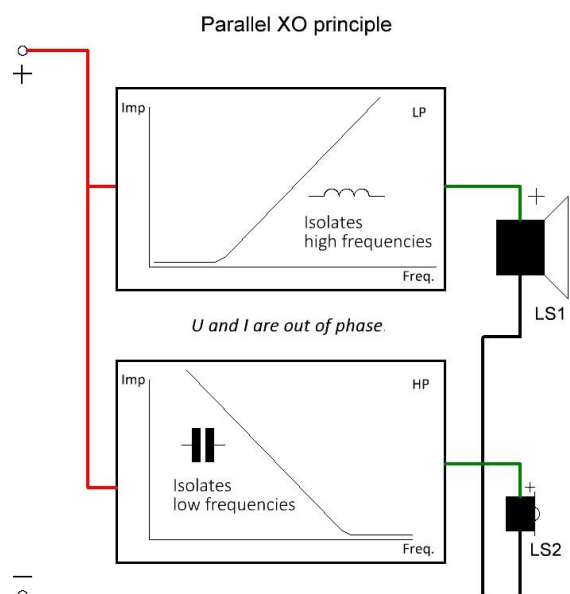 Parallel XO principle
+
Imp
LP
Isolates
high frequencies
Freq.
+
LS1
U and I are out of phase.
Imp
HP
Isolates
low frequencies
Freq.
+
LS2
−